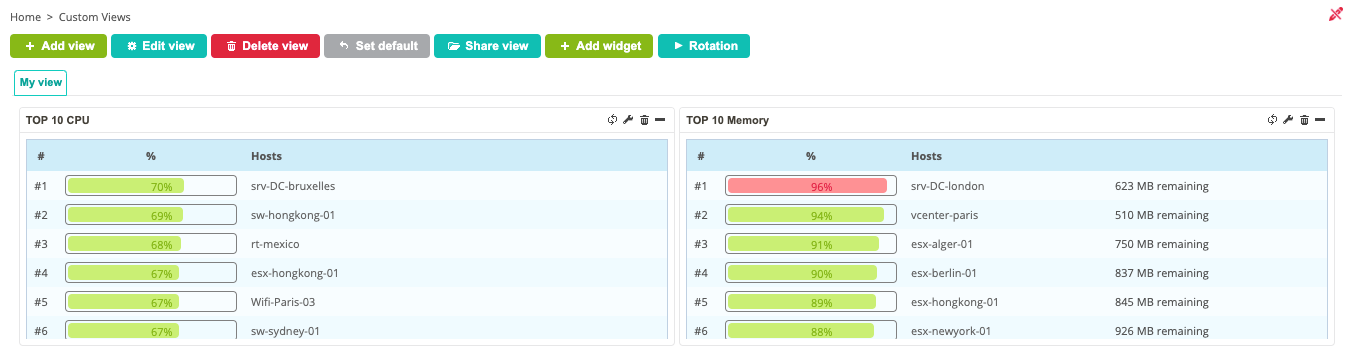 Home > Custom Views
+ Add view Edit view Delete view Set default Share view + Add widget Rotation
My view
TOP 10 CPU
# % Hosts
#1 70% srv-DC-bruxelles
#2 69% sw-hongkong-01
#3 68% rt-mexico
#4 67% esx-hongkong-01
#5 67% Wifi-Paris-03
#6 67% sw-sydney-01
TOP 10 Memory
# % Hosts
#1 96% srv-DC-london 623 MB remaining
#2 94% vcenter-paris 510 MB remaining
#3 91% esx-alger-01 750 MB remaining
#4 90% esx-berlin-01 837 MB remaining
#5 89% esx-hongkong-01 845 MB remaining
#6 88% esx-newyork-01 926 MB remaining